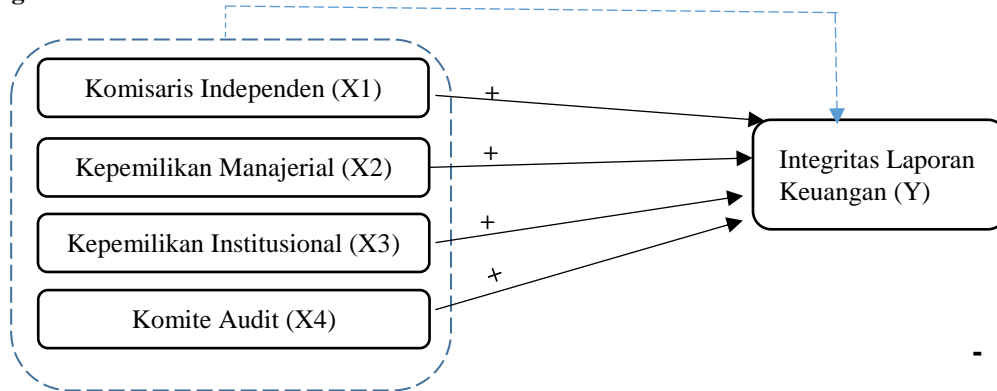 g
Komisaris Independen (X1)
+
Kepemilikan Manajerial (X2)
+
Integritas Laporan
Keuangan (Y)
Kepemilikan Institusional (X3)
+
+
Komite Audit (X4)
-